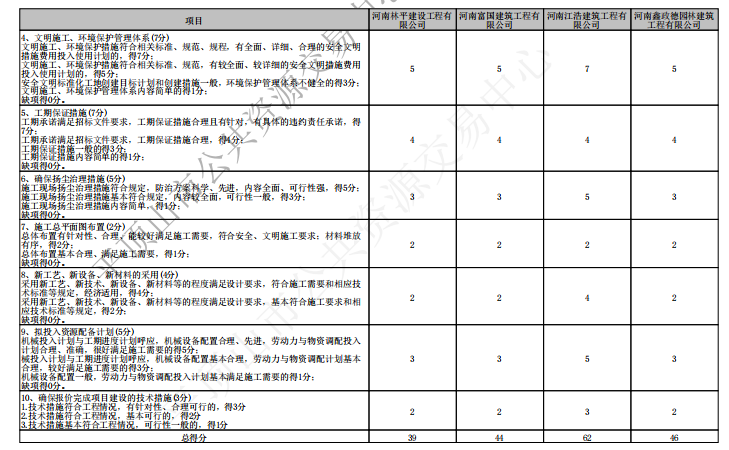 项目 河南林平建设工程有限公司 河南富国建筑工程有限公司 河南江浩建筑工程有限公司 河南鑫政德园林建筑工程有限公司
4、文明施工、环境保护管理体系(7分)
文明施工、环境保护措施符合相关标准、规范、规程，有全面、详细、合理的安全文明
措施费用投入使用计划的，得7分；
文明施工、环境保护措施符合相关标准、规范，有较全面、较详细的安全文明措施费用
投入使用计划的，得5分；
安全文明标准化工地创建目标计划和创建措施一般，环境保护管理体系不健全的得3分；
文明施工、环境保护管理体系内容简单的得1分；
缺项得0分。
5 5 7 5
5、工期保证措施(7分)
工期承诺满足招标文件要求，工期保证措施合理且有针对，有具体的违约责任承诺，得
7分；
工期承诺满足招标文件要求，工期保证措施合理，得4分；
工期保证措施一般的得3分；
工期保证措施内容简单的得1分；
缺项得0分。
4 4 4 4
6、确保扬尘治理措施(5分)
施工现场扬尘治理措施符合规定，防治方案科学、先进，内容全面、可行性强，得5分；
施工现场扬尘治理措施基本符合规定，内容较全面，可行性一般，得3分；
施工现场扬尘治理措施内容简单，得1分；
缺项得0分。
3 3 5 3
7、施工总平面图布置(2分)
总体布置有针对性、合理、能较好满足施工需要，符合安全、文明施工要求；材料堆放
有序，得2分；
总体布置基本合理、满足施工需要，得1分；
缺项得0分。
2 2 2 2
8、新工艺、新设备、新材料的采用(4分)
采用新工艺、新技术、新设备、新材料等的程度满足设计要求，符合施工要求和相应技
术标准等规定，经济适用，得4分；
采用新工艺、新技术、新设备、新材料等的程度满足设计要求，基本符合施工要求和相
应技术标准等规定，得2分；
缺项得0分。
2 2 4 2
9、拟投入资源配备计划(5分)
机械投入计划与工期进度计划呼应，机械设备配置合理、先进，劳动力与物资调配投入
计划合理、准确，很好满足施工需要的得5分；
械投入计划与工期进度计划呼应，机械设备配置基本合理，劳动力与物资调配计划基本
合理，较好满足施工需要的得3分；
机械设备配置一般，劳动力与物资调配投入计划基本满足施工需要的得1分；
缺项得0分。
3 3 5 3
10、确保报价完成项目建设的技术措施(3分)
1.技术措施符合工程情况，有针对性、合理可行的，得3分
2.技术措施符合工程情况，基本可行的，得2分
3.技术措施基本符合工程情况，可行性一般的，得1分
2 2 3 2
总得分 39 44 62 46
平顶山市公共资源交易中心